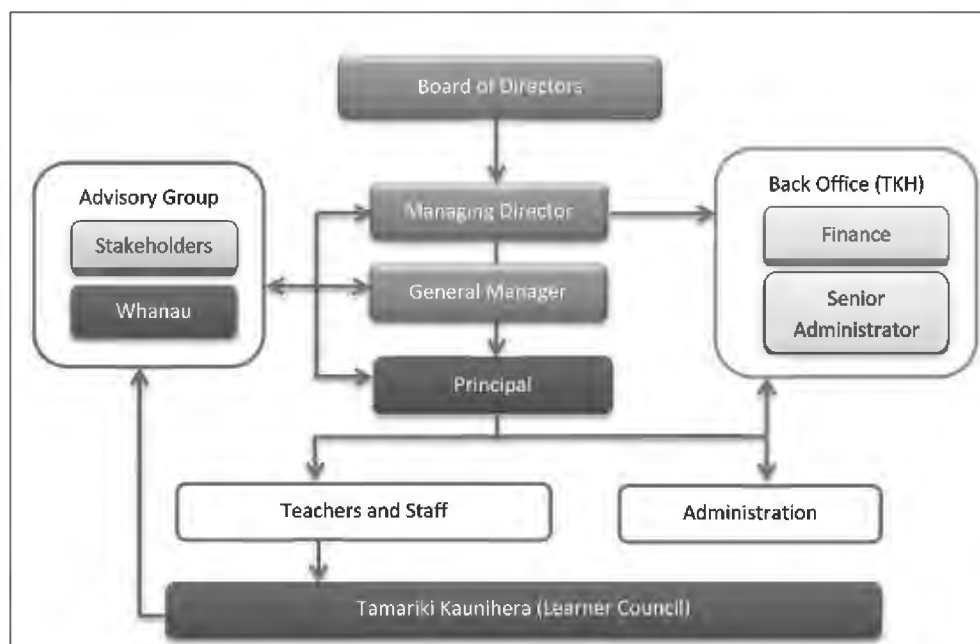 Board of Directors
Advisory Group
Stakeholders
Whanau
Managing Director
General Manager
Principal
Back Office (TKH)
Finance
Senior
Administrator
Teachers and Staff
Administration
Tamariki Kaunihera (Learner Council)